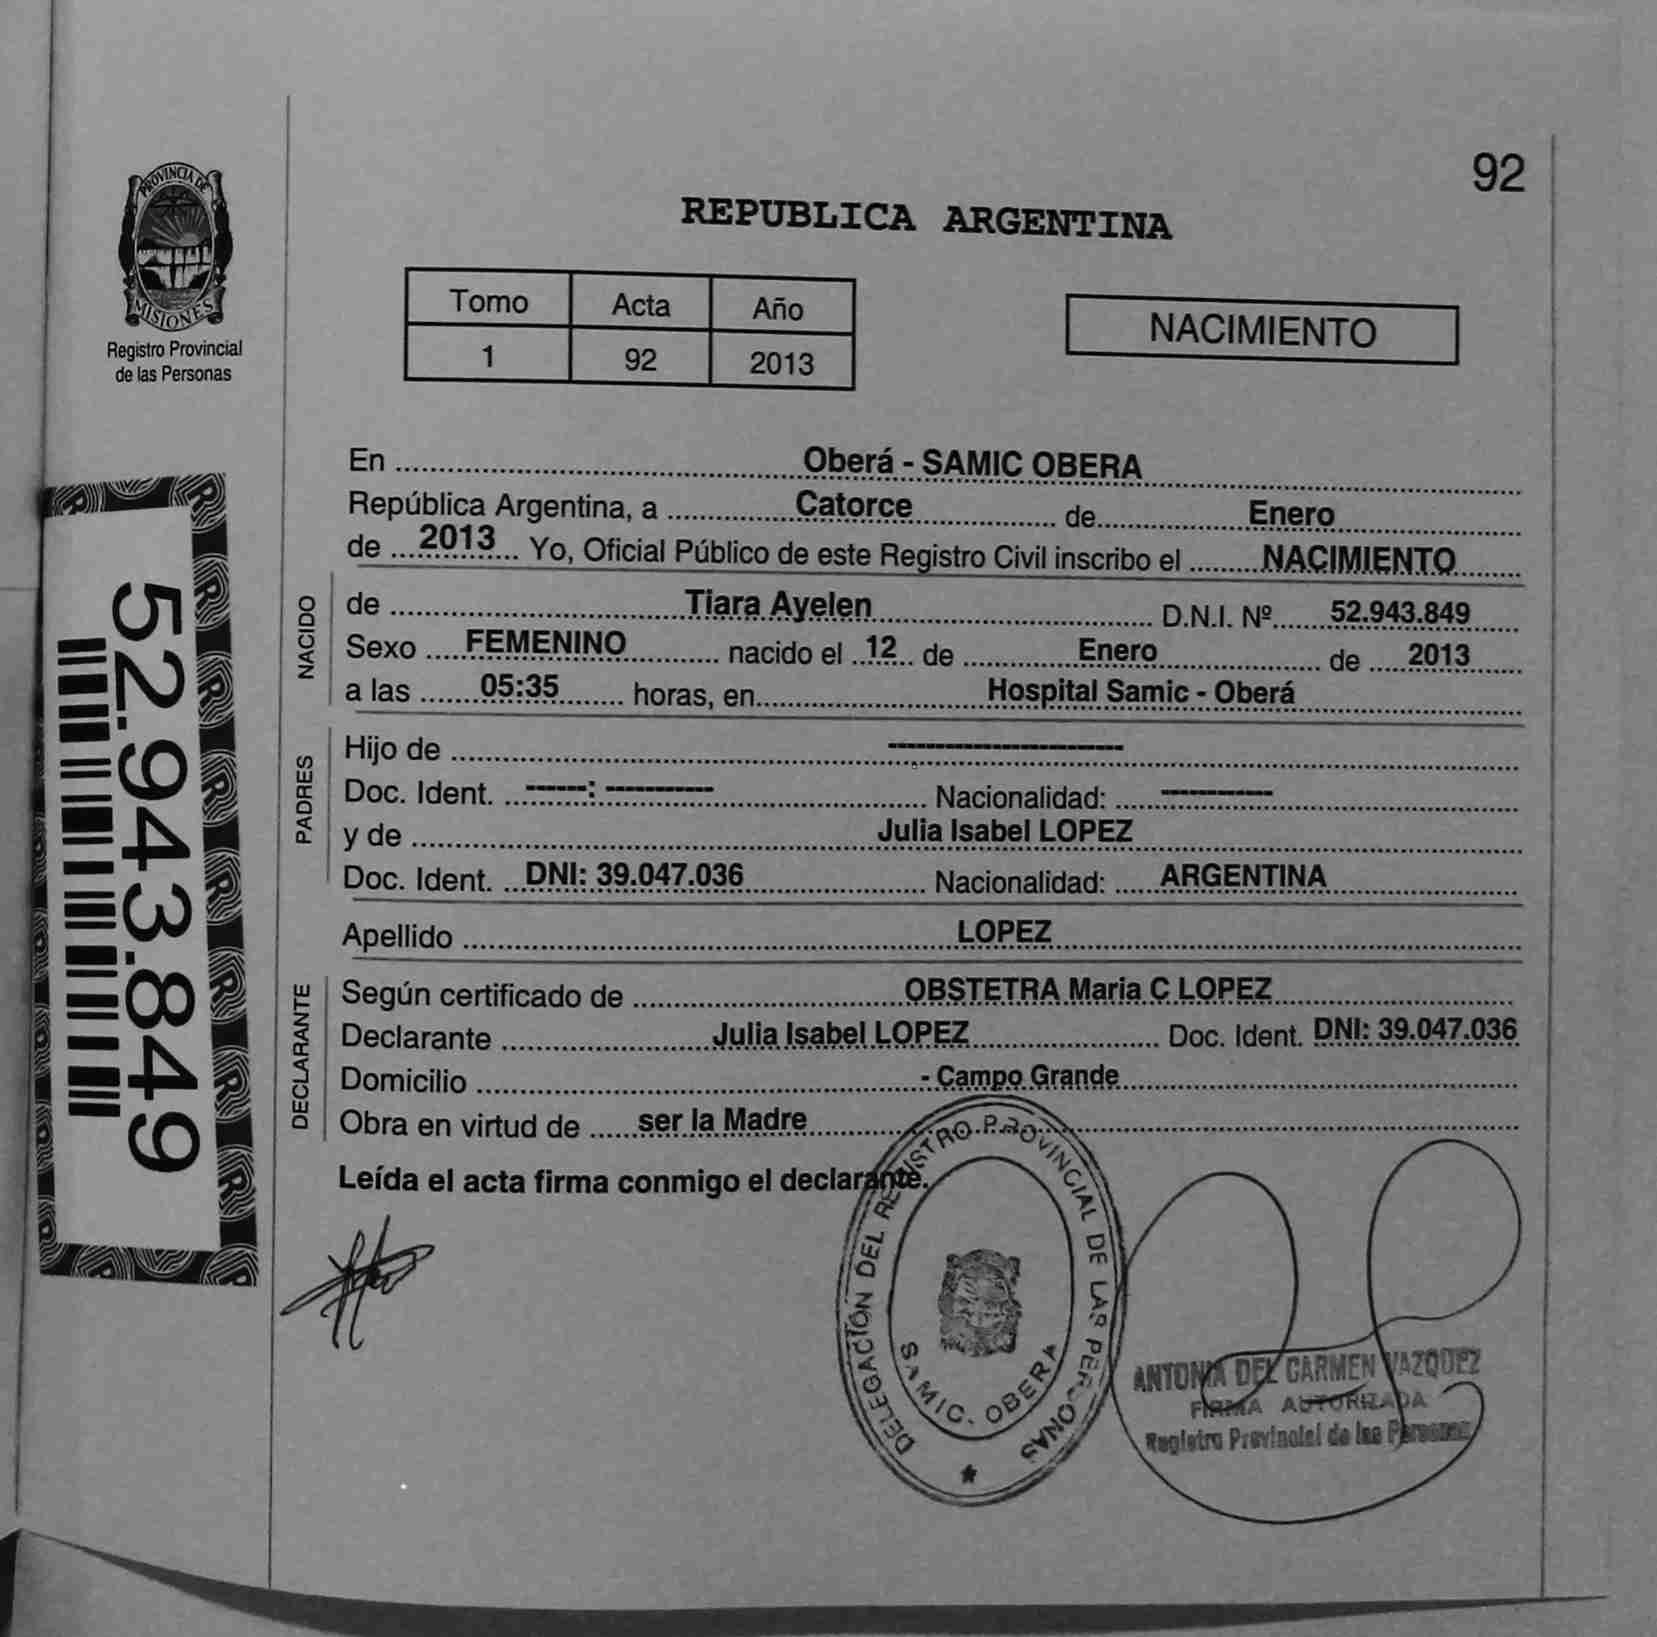 92
PROVINCIA DE
MISIONES
Registro Provincial
de las Personas
REPUBLICA ARGENTINA
Tomo Acta Año
1 92 2013
NACIMIENTO
52.943.849
En Oberá - SAMIC OBERA
República Argentina, a Catorce de Enero
de 2013 Yo, Oficial Público de este Registro Civil inscribo el NACIMIENTO
NACIDO
de Tiara Ayelen D.N.I. Nº 52.943.849
Sexo FEMENINO nacido el 12 de Enero de 2013
a las 05:35 horas, en Hospital Samic - Oberá
PADRES
Hijo de ------------------------
Doc. Ident. ------: ----------- Nacionalidad: ------------
y de Julia Isabel LOPEZ
Doc. Ident. DNI: 39.047.036 Nacionalidad: ARGENTINA
Apellido LOPEZ
DECLARANTE
Según certificado de OBSTETRA Maria C LOPEZ
Declarante Julia Isabel LOPEZ Doc. Ident. DNI: 39.047.036
Domicilio - Campo Grande
Obra en virtud de ser la Madre
Leída el acta firma conmigo el declarante.
DELEGACIÓN DEL REGISTRO PROVINCIAL DE LAS PERSONAS
SAMIC - OBERA
ANTONIA DEL CARMEN VAZQUEZ
FIRMA AUTORIZADA
Registro Provincial de las Personas